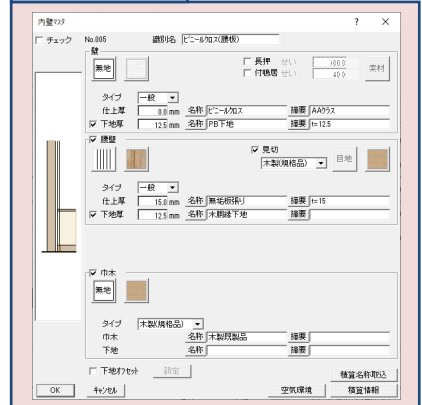 内壁マスタ ? ×
チェック No.005 識別名 ビニールクロス(腰板)
壁
無地 長押 せい 100.0 素材
付鴨居 せい 40.0
タイプ 一般
仕上厚 0.0 mm 名称 ビニールクロス 摘要 AAクラス
下地厚 12.5 mm 名称 PB下地 摘要 t=12.5
腰壁
見切
木製(規格品) 目地
タイプ 一般
仕上厚 15.0 mm 名称 無垢板張り 摘要 t=15
下地厚 12.5 mm 名称 木胴縁下地 摘要
巾木
無地
タイプ 木製(規格品)
巾木 名称 木製既製品 摘要
下地 名称 摘要
下地オフセット 設定 積算名称取込
OK キャンセル 空気環境 積算情報